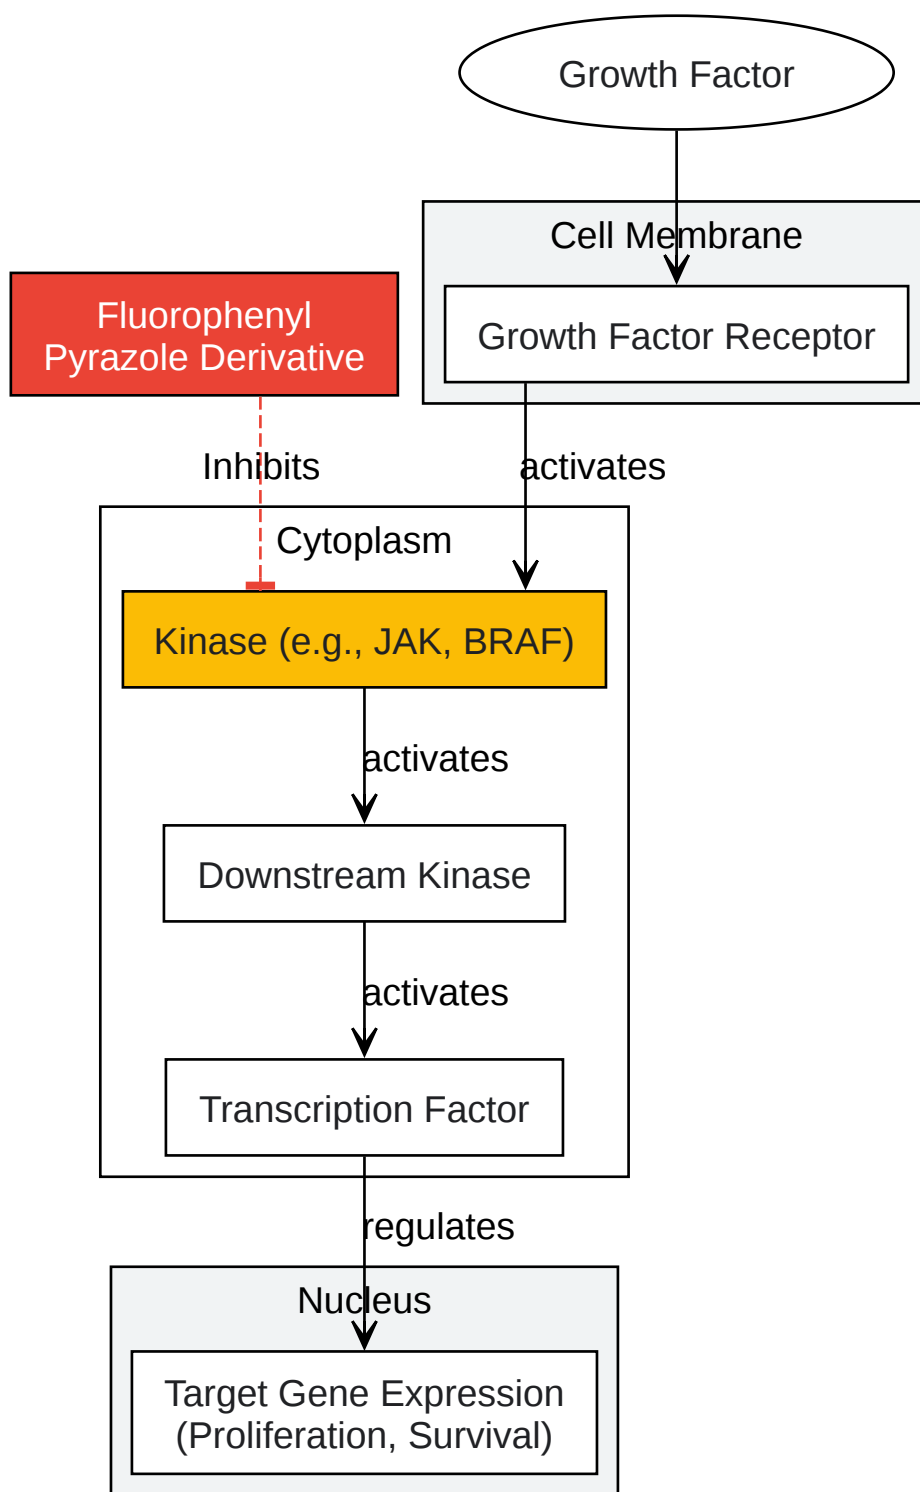 Growth Factor
Cell Membrane
Growth Factor Receptor
Fluorophenyl
Pyrazole Derivative
Inhibits
activates
Cytoplasm
Kinase (e.g., JAK, BRAF)
activates
Downstream Kinase
activates
Transcription Factor
regulates
Nucleus
Target Gene Expression
(Proliferation, Survival)